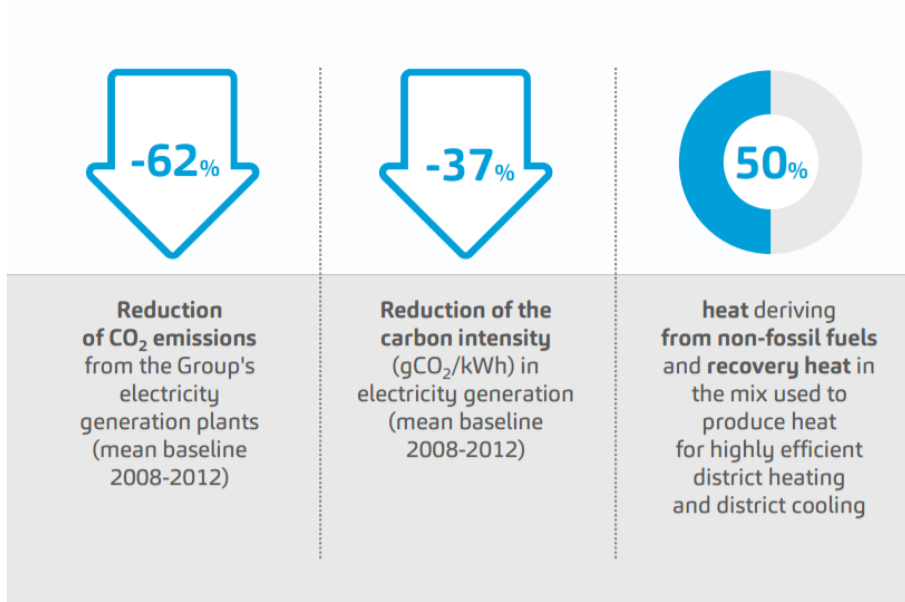 -62%
Reduction
of CO₂ emissions
from the Group's
electricity
generation plants
(mean baseline
2008-2012)
-37%
Reduction of the
carbon intensity
(gCO₂/kWh) in
electricity generation
(mean baseline
2008-2012)
50%
heat deriving
from non-fossil fuels
and recovery heat in
the mix used to
produce heat
for highly efficient
district heating
and district cooling